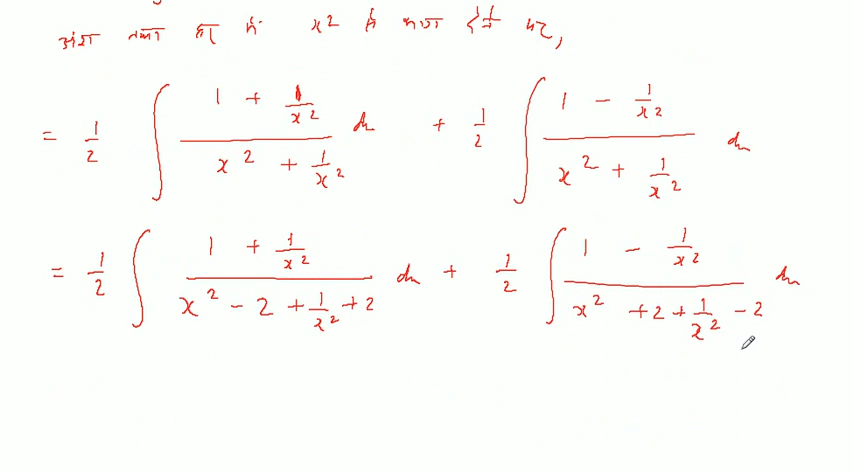 अंश तथा हर में x² से भाग देने पर,
= 1/2 ∫ (1 + 1/x²)/(x² + 1/x²) dx + 1/2 ∫ (1 − 1/x²)/(x² + 1/x²) dx
= 1/2 ∫ (1 + 1/x²)/(x² − 2 + 1/x² + 2) dx + 1/2 ∫ (1 − 1/x²)/(x² + 2 + 1/x² − 2) dx